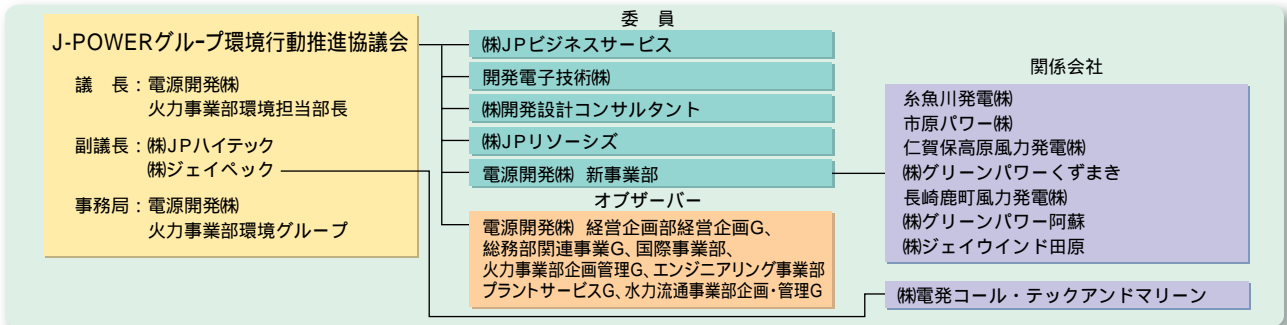 J-POWERグループ環境行動推進協議会
議　長：電源開発㈱
火力事業部環境担当部長
副議長：㈱JPハイテック
㈱ジェイペック
事務局：電源開発㈱
火力事業部環境グループ
委　員
㈱JPビジネスサービス
開発電子技術㈱
㈱開発設計コンサルタント
㈱JPリソーシズ
電源開発㈱ 新事業部
オブザーバー
電源開発㈱ 経営企画部経営企画G、
総務部関連事業G、国際事業部、
火力事業部企画管理G、エンジニアリング事業部
プラントサービスG、水力流通事業部企画・管理G
関係会社
糸魚川発電㈱
市原パワー㈱
仁賀保高原風力発電㈱
㈱グリーンパワーくずまき
長崎鹿町風力発電㈱
㈱グリーンパワー阿蘇
㈱ジェイウインド田原
㈱電発コール・テックアンドマリーン